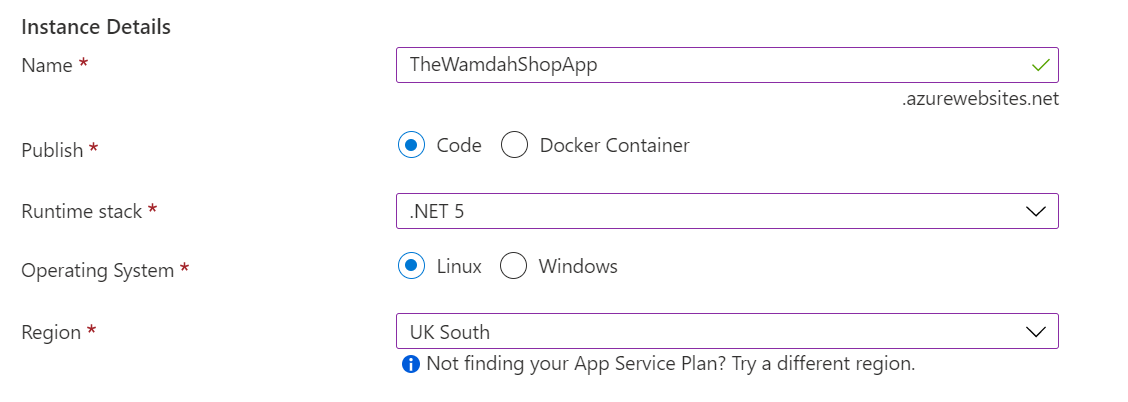 Instance Details
Name *
TheWamdahShopApp
.azurewebsites.net
Publish *
Code
Docker Container
Runtime stack *
.NET 5
Operating System *
Linux
Windows
Region *
UK South
Not finding your App Service Plan? Try a different region.